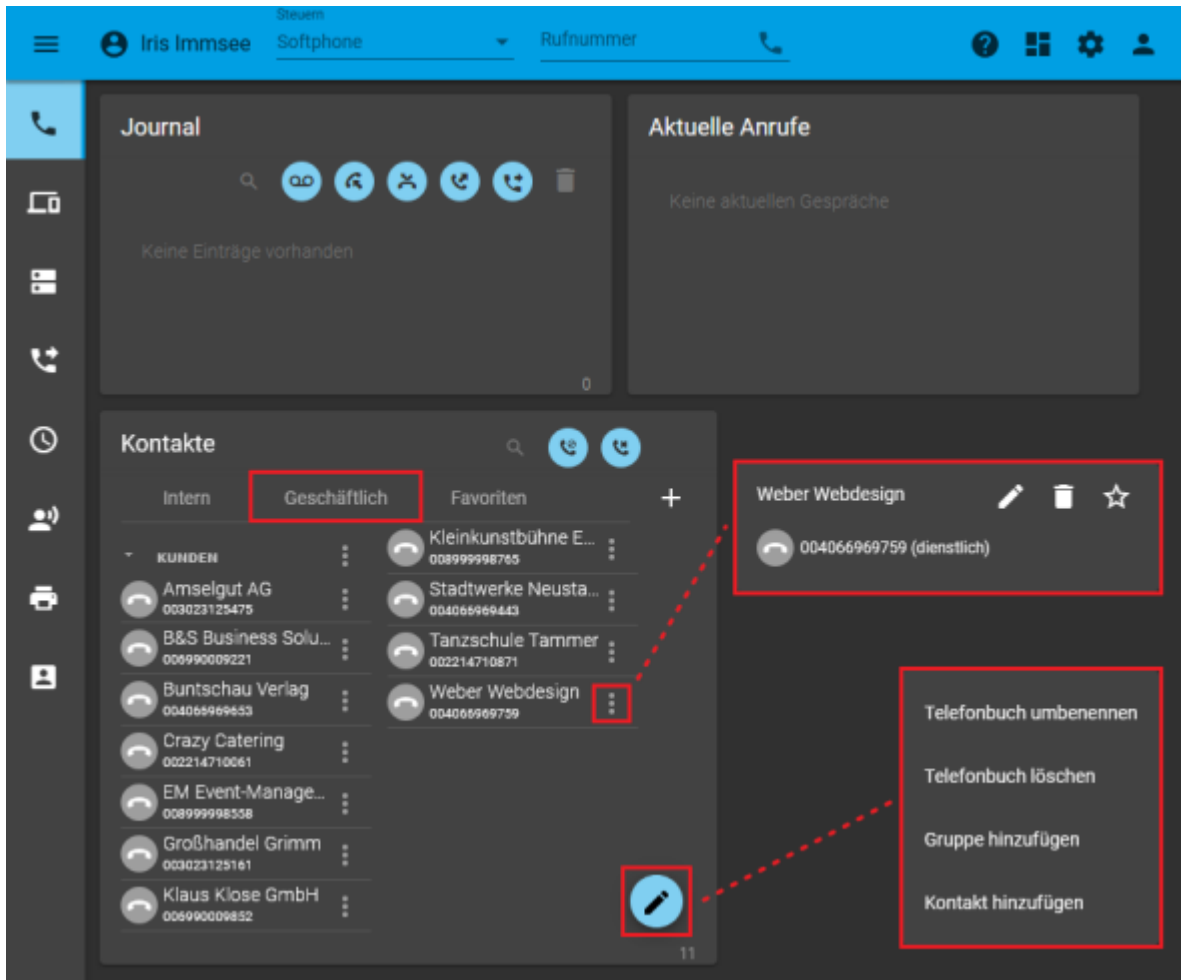 Steuern
Iris Immsee
Softphone
Rufnummer
Journal
Keine Einträge vorhanden
0
Aktuelle Anrufe
Keine aktuellen Gespräche
Kontakte
Intern
Geschäftlich
Favoriten
KUNDEN
Amselgut AG
003023125475
B&S Business Solu...
006990009221
Buntschau Verlag
004066969653
Crazy Catering
002214710061
EM Event-Manage...
008999998558
Großhandel Grimm
003023125161
Klaus Klose GmbH
006990009852
Kleinkunstbühne E...
008999998765
Stadtwerke Neusta...
004066969443
Tanzschule Tammer
002214710871
Weber Webdesign
004066969759
11
Weber Webdesign
004066969759 (dienstlich)
Telefonbuch umbenennen
Telefonbuch löschen
Gruppe hinzufügen
Kontakt hinzufügen